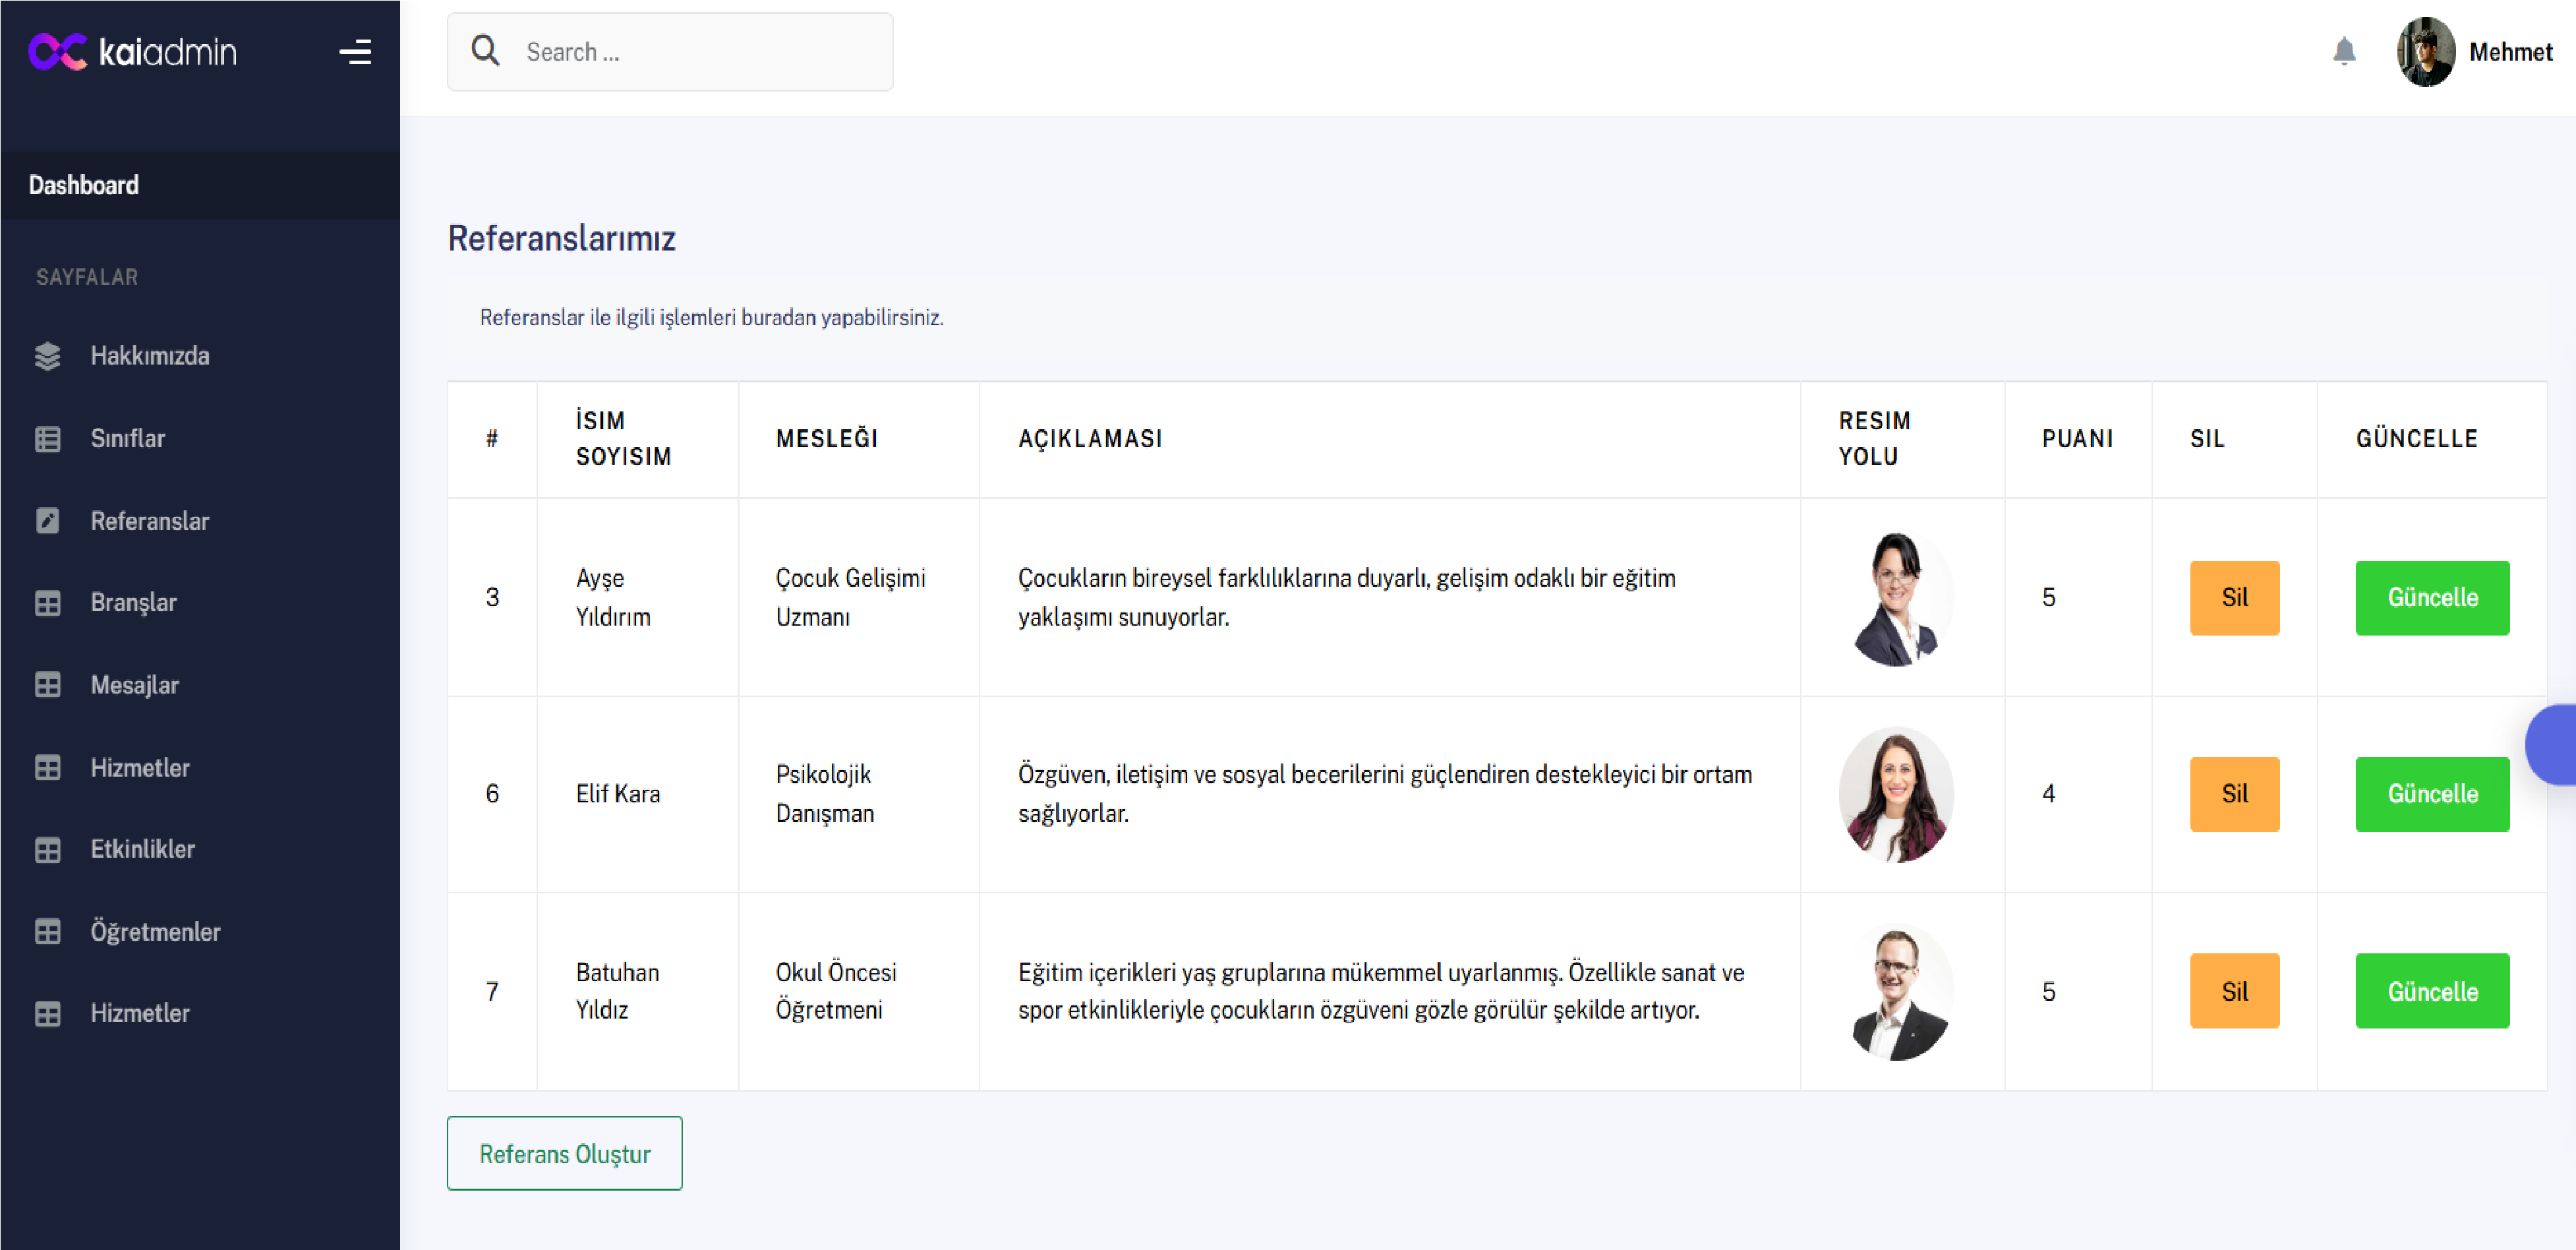 kaiadmin
Search ...
Mehmet
Dashboard
SAYFALAR
Hakkımızda
Sınıflar
Referanslar
Branşlar
Mesajlar
Hizmetler
Etkinlikler
Öğretmenler
Hizmetler
Referanslarımız
Referanslar ile ilgili işlemleri buradan yapabilirsiniz.
#
İSIM
SOYISIM
MESLEĞI
AÇIKLAMASI
RESIM
YOLU
PUANI
SIL
GÜNCELLE
3
Ayşe
Yıldırım
Çocuk Gelişimi
Uzmanı
Çocukların bireysel farklılıklarına duyarlı, gelişim odaklı bir eğitim
yaklaşımı sunuyorlar.
5
Sil
Güncelle
6
Elif Kara
Psikolojik
Danışman
Özgüven, iletişim ve sosyal becerilerini güçlendiren destekleyici bir ortam
sağlıyorlar.
4
Sil
Güncelle
7
Batuhan
Yıldız
Okul Öncesi
Öğretmeni
Eğitim içerikleri yaş gruplarına mükemmel uyarlanmış. Özellikle sanat ve
spor etkinlikleriyle çocukların özgüveni gözle görülür şekilde artıyor.
5
Sil
Güncelle
Referans Oluştur